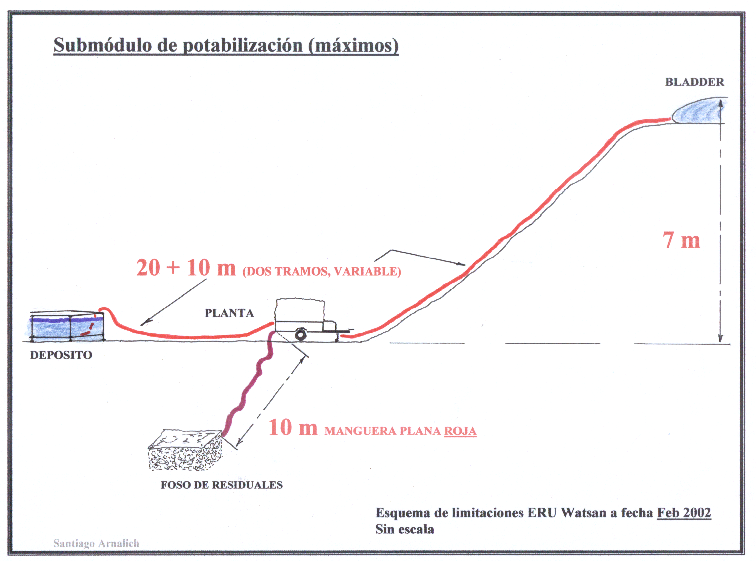 Submódulo de potabilización (máximos)
BLADDER
7 m
20 + 10 m (DOS TRAMOS, VARIABLE)
PLANTA
DEPOSITO
10 m MANGUERA PLANA ROJA
FOSO DE RESIDUALES
Esquema de limitaciones ERU Watsan a fecha Feb 2002
Sin escala
Santiago Arnalich